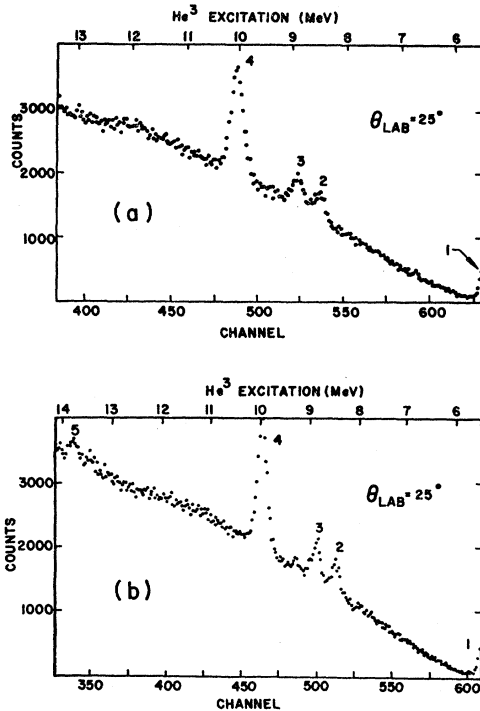 He³ EXCITATION (MeV)
13 12 11 10 9 8 7 6
4
3000
θLAB = 25°
COUNTS
3
2
2000
(a)
1
1000
400 450 500 550 600
CHANNEL
He³ EXCITATION (MeV)
14 13 12 11 10 9 8 7 6
5
4
θLAB = 25°
3000
COUNTS
3
2
2000
(b)
1000
1
350 400 450 500 550 600
CHANNEL